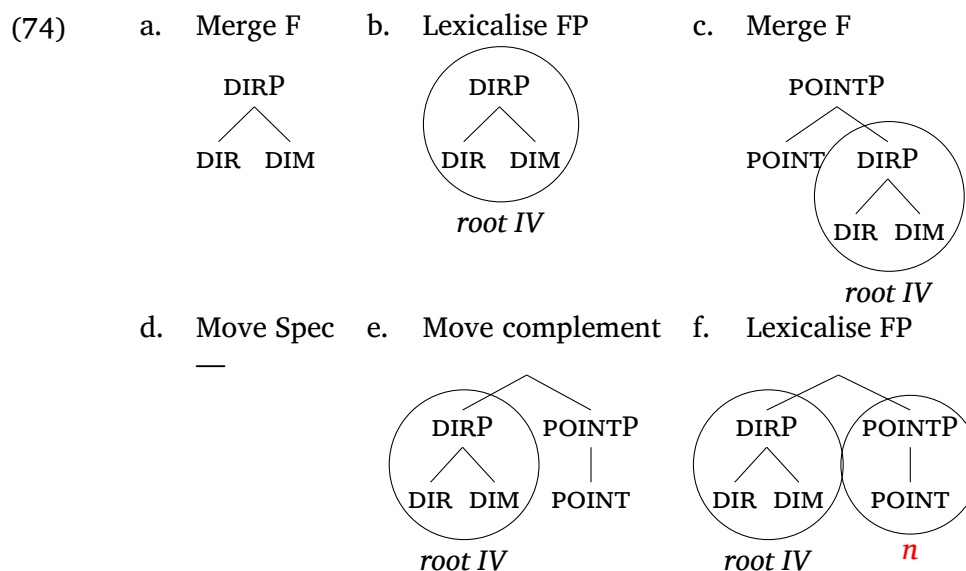 (74) a. Merge F b. Lexicalise FP c. Merge F
DIRP DIRP POINTP
DIR DIM DIR DIM POINT DIRP
root IV DIR DIM
root IV
d. Move Spec e. Move complement f. Lexicalise FP
—
DIRP POINTP DIRP POINTP
DIR DIM POINT DIR DIM POINT
root IV root IV n